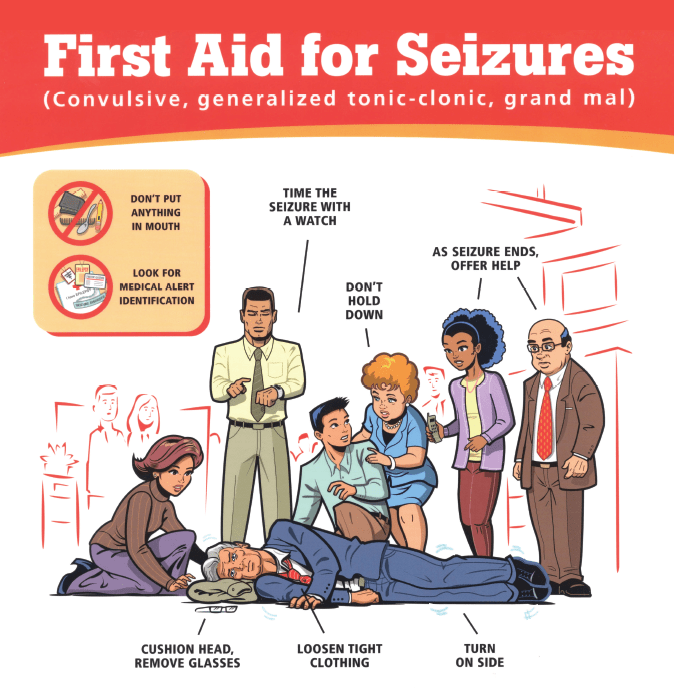 First Aid for Seizures
(Convulsive, generalized tonic-clonic, grand mal)
DON'T PUT
ANYTHING
IN MOUTH
LOOK FOR
MEDICAL ALERT
IDENTIFICATION
TIME THE
SEIZURE WITH
A WATCH
DON'T
HOLD
DOWN
AS SEIZURE ENDS,
OFFER HELP
CUSHION HEAD,
REMOVE GLASSES
LOOSEN TIGHT
CLOTHING
TURN
ON SIDE